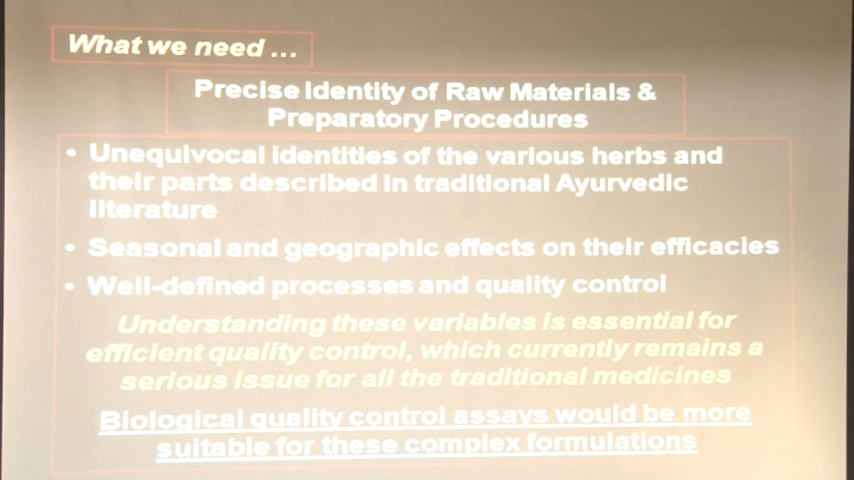 What we need ...
Precise Identity of Raw Materials &
Preparatory Procedures
• Unequivocal identities of the various herbs and
their parts described in traditional Ayurvedic
literature
• Seasonal and geographic effects on their efficacies
• Well-defined processes and quality control
Understanding these variables is essential for
efficient quality control, which currently remains a
serious issue for all the traditional medicines
Biological quality control assays would be more
suitable for these complex formulations